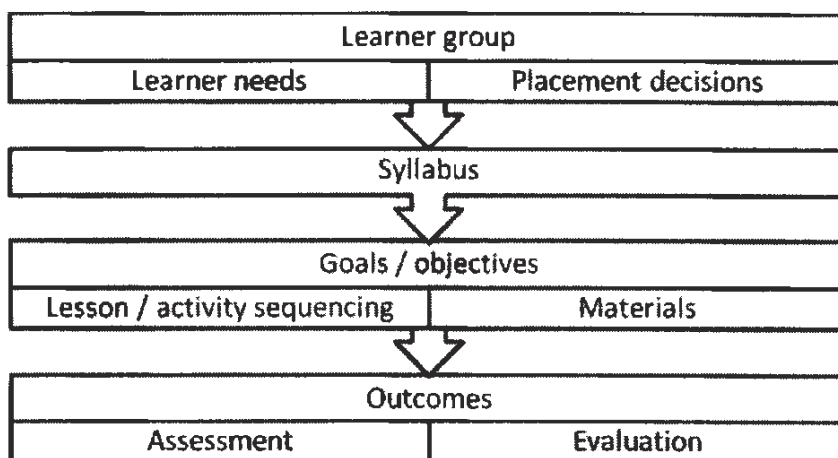 Learner group
Learner needs Placement decisions
Syllabus
Goals / objectives
Lesson / activity sequencing Materials
Outcomes
Assessment Evaluation